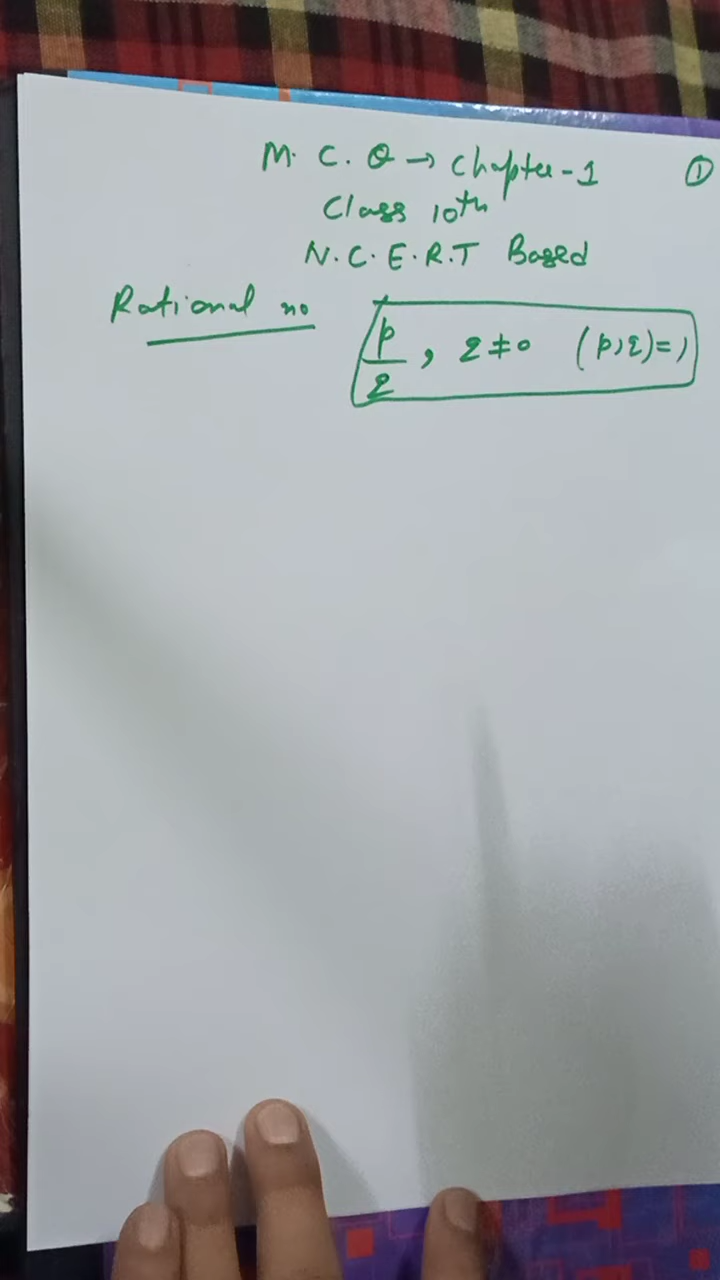 M. C. Q → Chapter-1 ①
Class 10th
N.C.E.R.T Based
Rational no p/q, q≠0 (p,q)=1